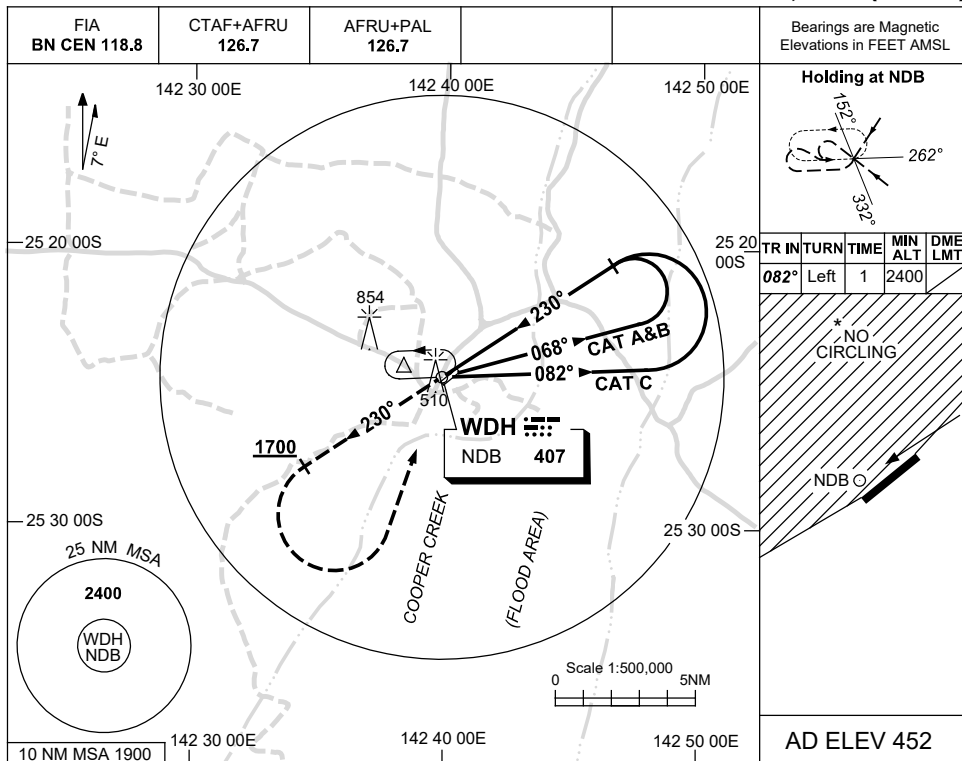 FIA
BN CEN 118.8
CTAF+AFRU
126.7
AFRU+PAL
126.7
Bearings are Magnetic
Elevations in FEET AMSL
142 30 00E
142 40 00E
142 50 00E
7° E
Holding at NDB
152°
262°
332°
TR IN
TURN
TIME
MIN
ALT
DME
LMT
082°
Left
1
2400
25 20 00S
25 20
00S
854
230°
068°
CAT A&B
082°
CAT C
510
230°
1700
WDH
NDB 407
*
NO
CIRCLING
NDB
25 30 00S
25 30 00S
COOPER CREEK
(FLOOD AREA)
25 NM MSA
2400
WDH
NDB
Scale 1:500,000
0
5NM
10 NM MSA 1900
142 30 00E
142 40 00E
142 50 00E
AD ELEV 452